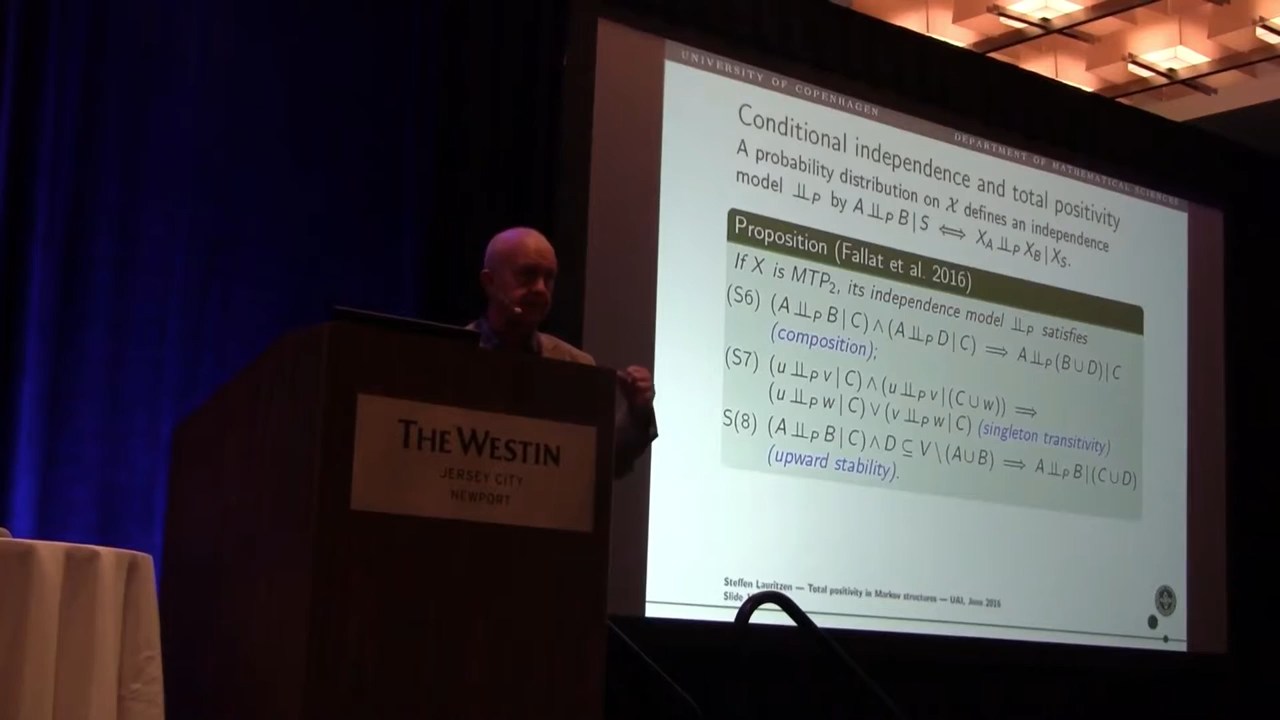 UNIVERSITY OF COPENHAGEN
DEPARTMENT OF MATHEMATICAL SCIENCES
Conditional independence and total positivity
A probability distribution on 𝒳 defines an independence
model ⫫P by A ⫫P B | S ⟺ XA ⫫P XB | XS.
Proposition (Fallat et al. 2016)
If X is MTP₂, its independence model ⫫P satisfies
(S6) (A ⫫P B | C) ∧ (A ⫫P D | C) ⟹ A ⫫P (B ∪ D) | C
(composition);
(S7) (u ⫫P v | C) ∧ (u ⫫P v | (C ∪ w)) ⟹
(u ⫫P w | C) ∨ (v ⫫P w | C) (singleton transitivity)
S(8) (A ⫫P B | C) ∧ D ⊆ V \ (A ∪ B) ⟹ A ⫫P B | (C ∪ D)
(upward stability).
Steffen Lauritzen — Total positivity in Markov structures — UAI, June 2016
Slide
THE WESTIN
JERSEY CITY
NEWPORT